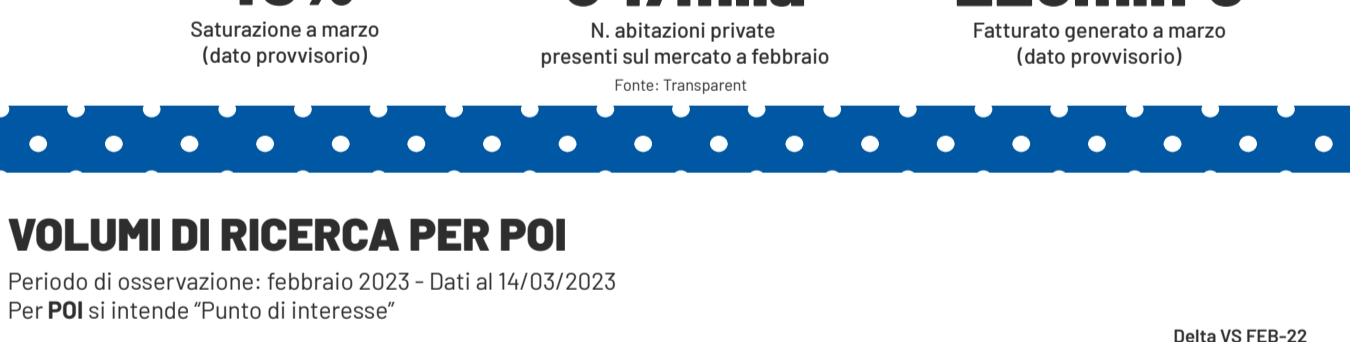 Saturazione a marzo
(dato provvisorio)
N. abitazioni private
presenti sul mercato a febbraio
Fonte: Transparent
Fatturato generato a marzo
(dato provvisorio)
VOLUMI DI RICERCA PER POI
Periodo di osservazione: febbraio 2023 - Dati al 14/03/2023
Per POI si intende “Punto di interesse”
Delta VS FEB-22